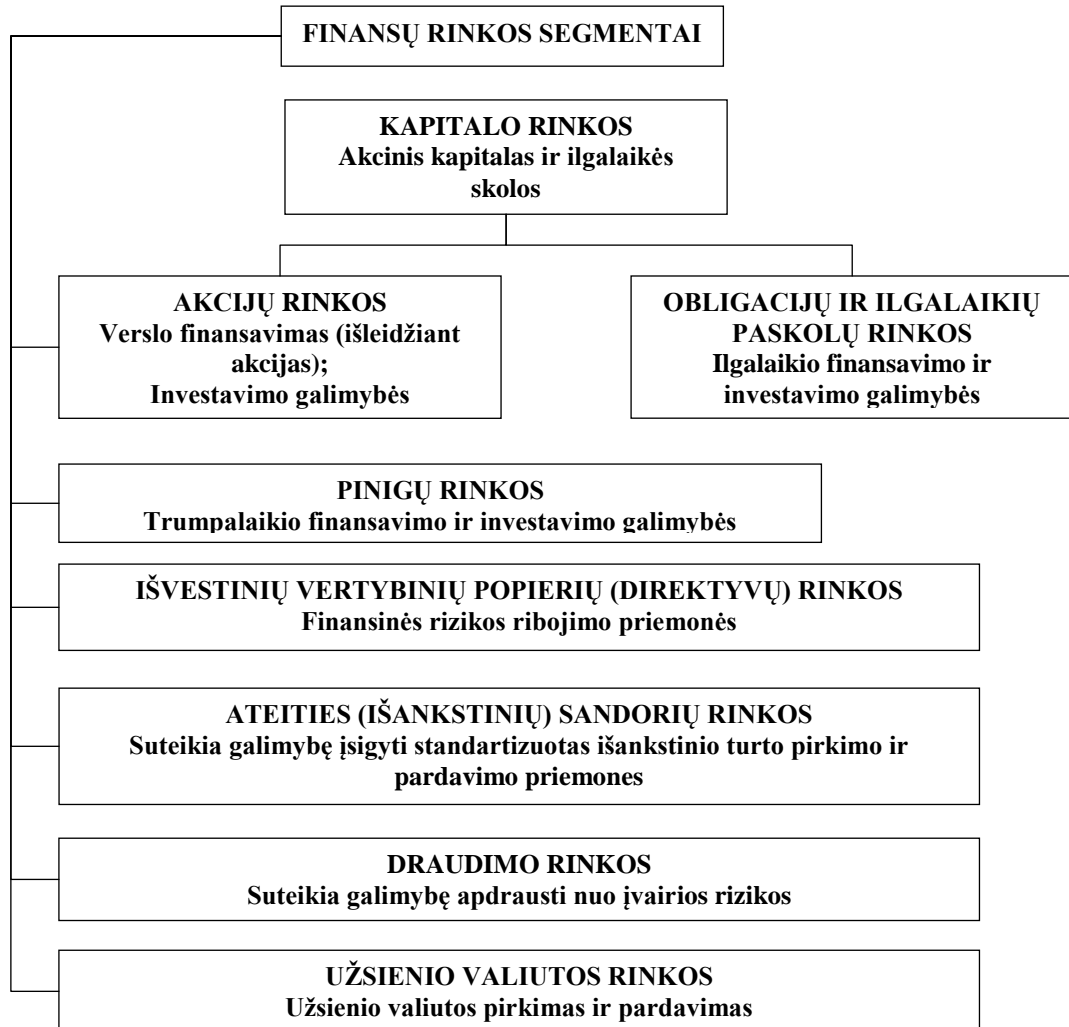 FINANSŲ RINKOS SEGMENTAI
KAPITALO RINKOS
Akcinis kapitalas ir ilgalaikės
skolos
AKCIJŲ RINKOS
Verslo finansavimas (išleidžiant
akcijas);
Investavimo galimybės
OBLIGACIJŲ IR ILGALAIKIŲ
PASKOLŲ RINKOS
Ilgalaikio finansavimo ir
investavimo galimybės
PINIGŲ RINKOS
Trumpalaikio finansavimo ir investavimo galimybės
IŠVESTINIŲ VERTYBINIŲ POPIERIŲ (DIREKTYVŲ) RINKOS
Finansinės rizikos ribojimo priemonės
ATEITIES (IŠANKSTINIŲ) SANDORIŲ RINKOS
Suteikia galimybę įsigyti standartizuotas išankstinio turto pirkimo ir
pardavimo priemones
DRAUDIMO RINKOS
Suteikia galimybę apdrausti nuo įvairios rizikos
UŽSIENIO VALIUTOS RINKOS
Užsienio valiutos pirkimas ir pardavimas